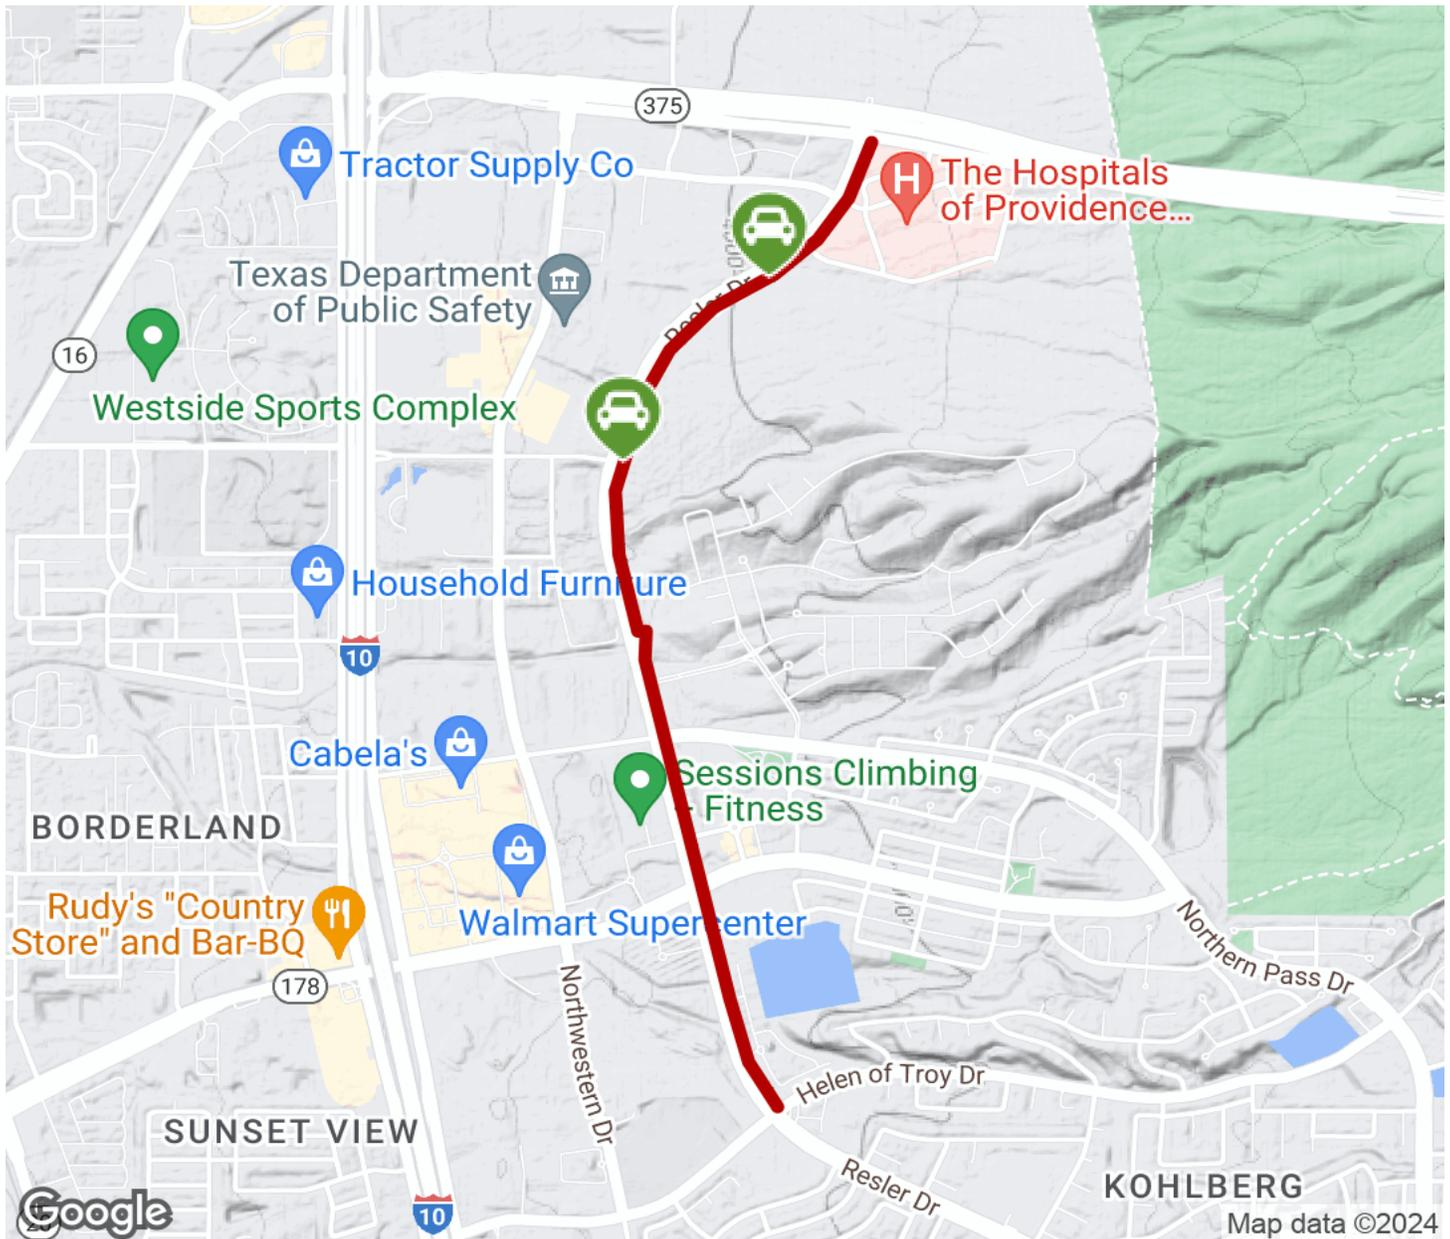 375
Tractor Supply Co
The Hospitals
of Providence...
Texas Department
of Public Safety
Resler Dr
16
Westside Sports Complex
Household Furniture
10
Cabela's
Sessions Climbing
+ Fitness
BORDERLAND
Walmart Supercenter
Rudy's "Country
Store" and Bar-BQ
178
Northern Pass Dr
Northwestern Dr
Helen of Troy Dr
SUNSET VIEW
Resler Dr
KOHLBERG
Google
10
Map data ©2024